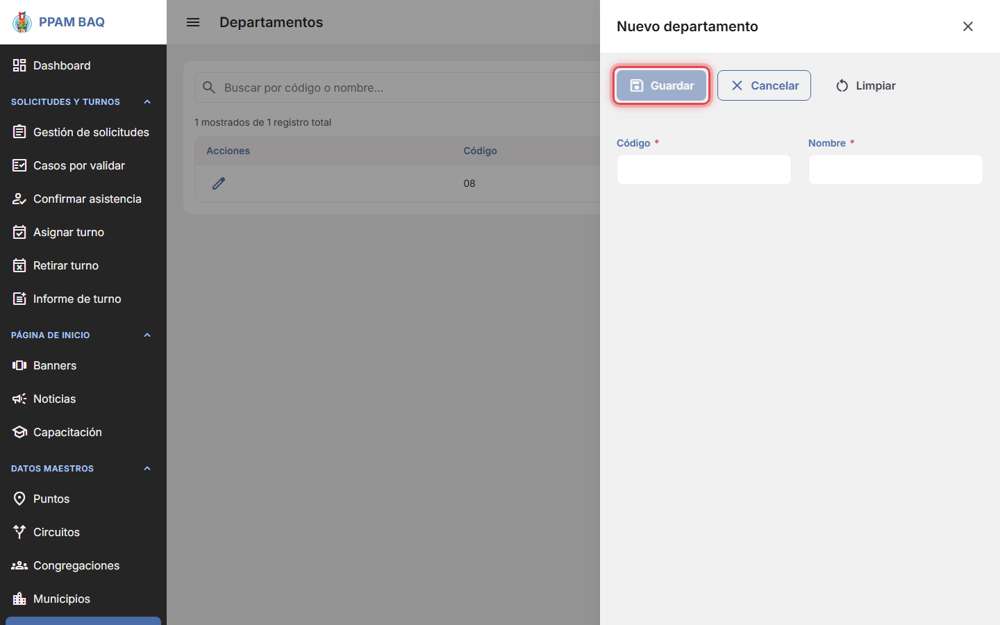 PPAM BAQ
Dashboard
SOLICITUDES Y TURNOS
Gestión de solicitudes
Casos por validar
Confirmar asistencia
Asignar turno
Retirar turno
Informe de turno
PÁGINA DE INICIO
Banners
Noticias
Capacitación
DATOS MAESTROS
Puntos
Circuitos
Congregaciones
Municipios
Departamentos
Buscar por código o nombre...
1 mostrados de 1 registro total
Acciones Código
08
Nuevo departamento
Guardar Cancelar Limpiar
Código * Nombre *